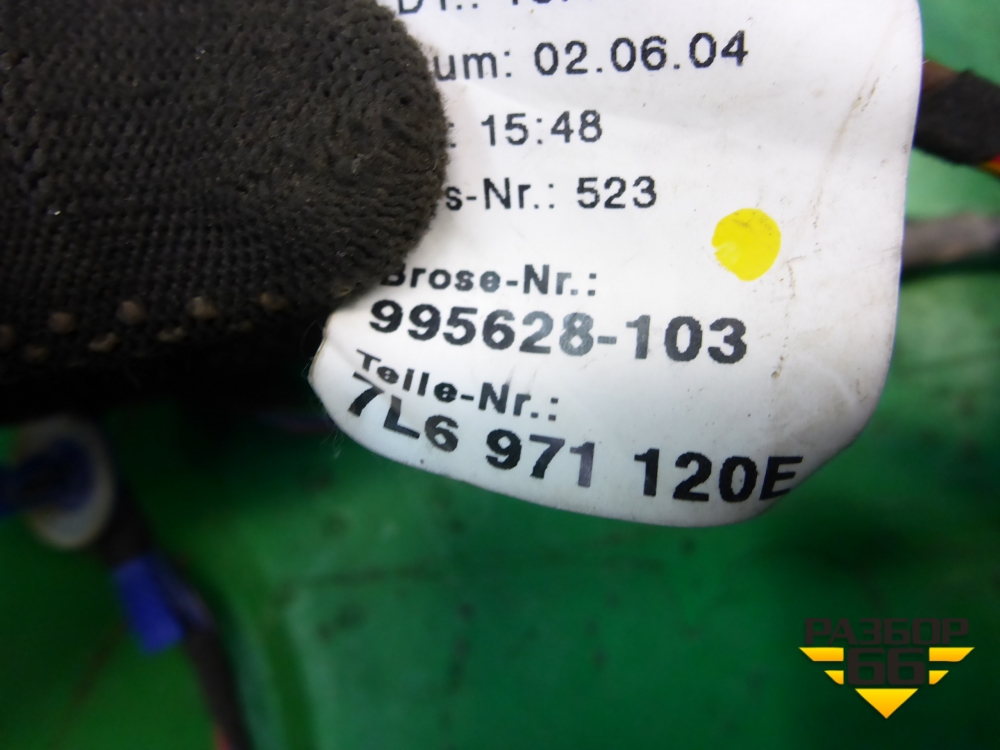 um: 02.06.04
: 15:48
s-Nr.: 523
Brose-Nr.:
995628-103
Teile-Nr.:
7L6 971 120E
РАЗБОР
66